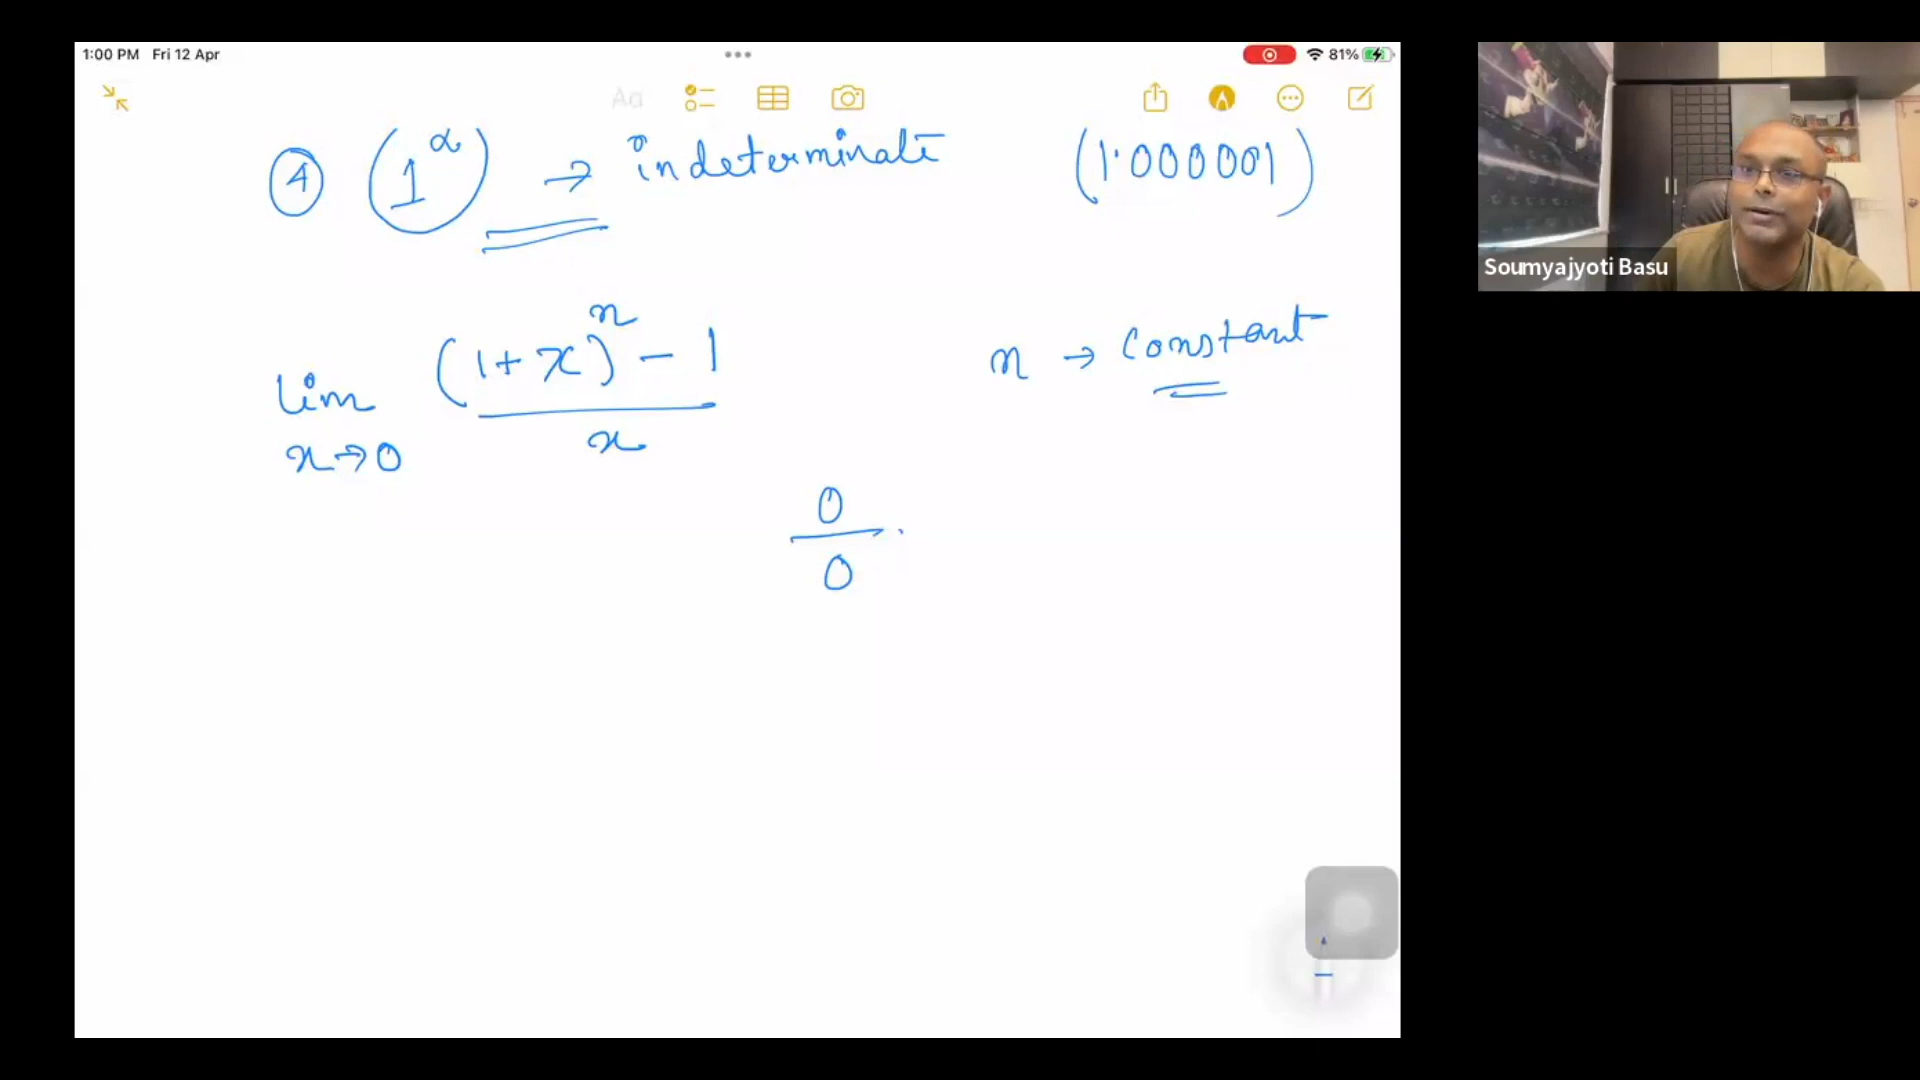 1:00 PM Fri 12 Apr
81%
Aa
④ (1^∝) → indeterminate (1.000001)
lim x→0 ((1+x)^n - 1) / x
n → constant
0/0
Soumyajyoti Basu